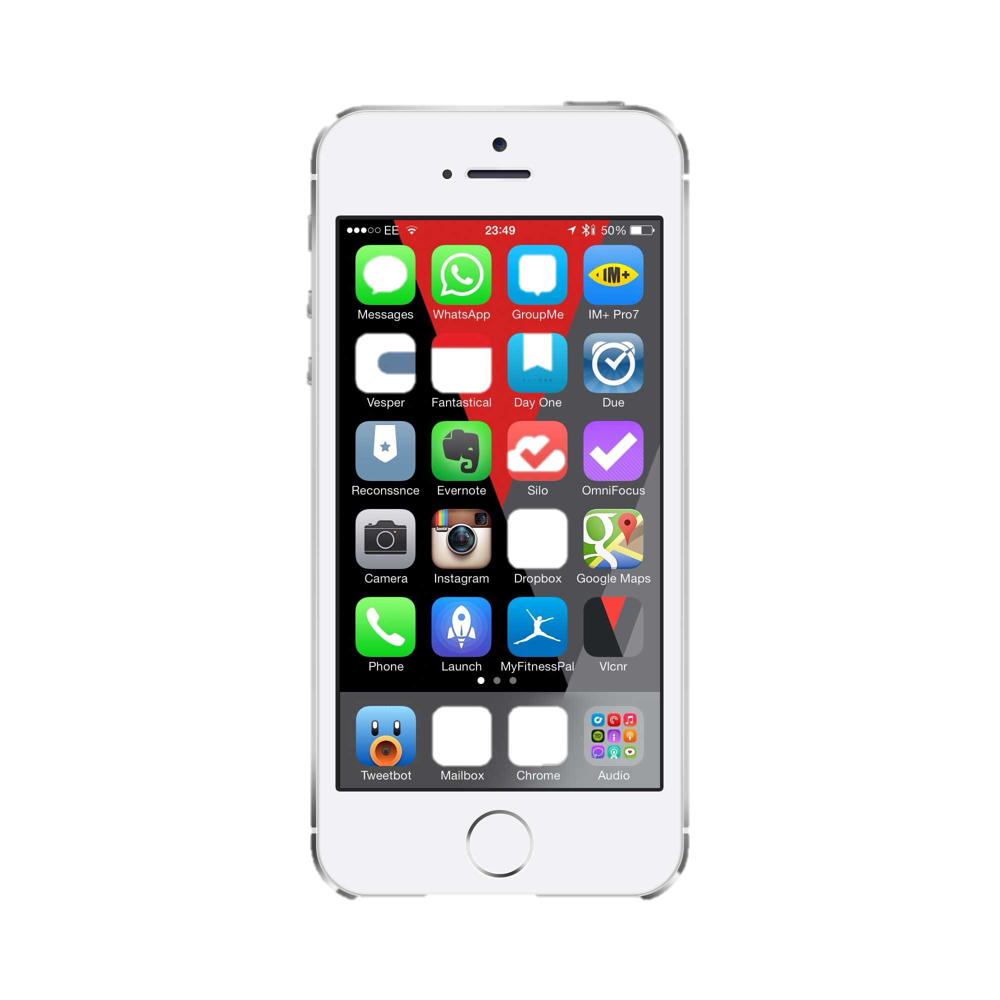 EE 23:49 50%
IM+
Messages WhatsApp GroupMe IM+ Pro7
DAYONE
Vesper Fantastical Day One Due
Reconssnce Evernote Silo OmniFocus
Insta
g
Camera Instagram Dropbox Google Maps
Phone Launch MyFitnessPal Vlcnr
Tweetbot Mailbox Chrome Audio